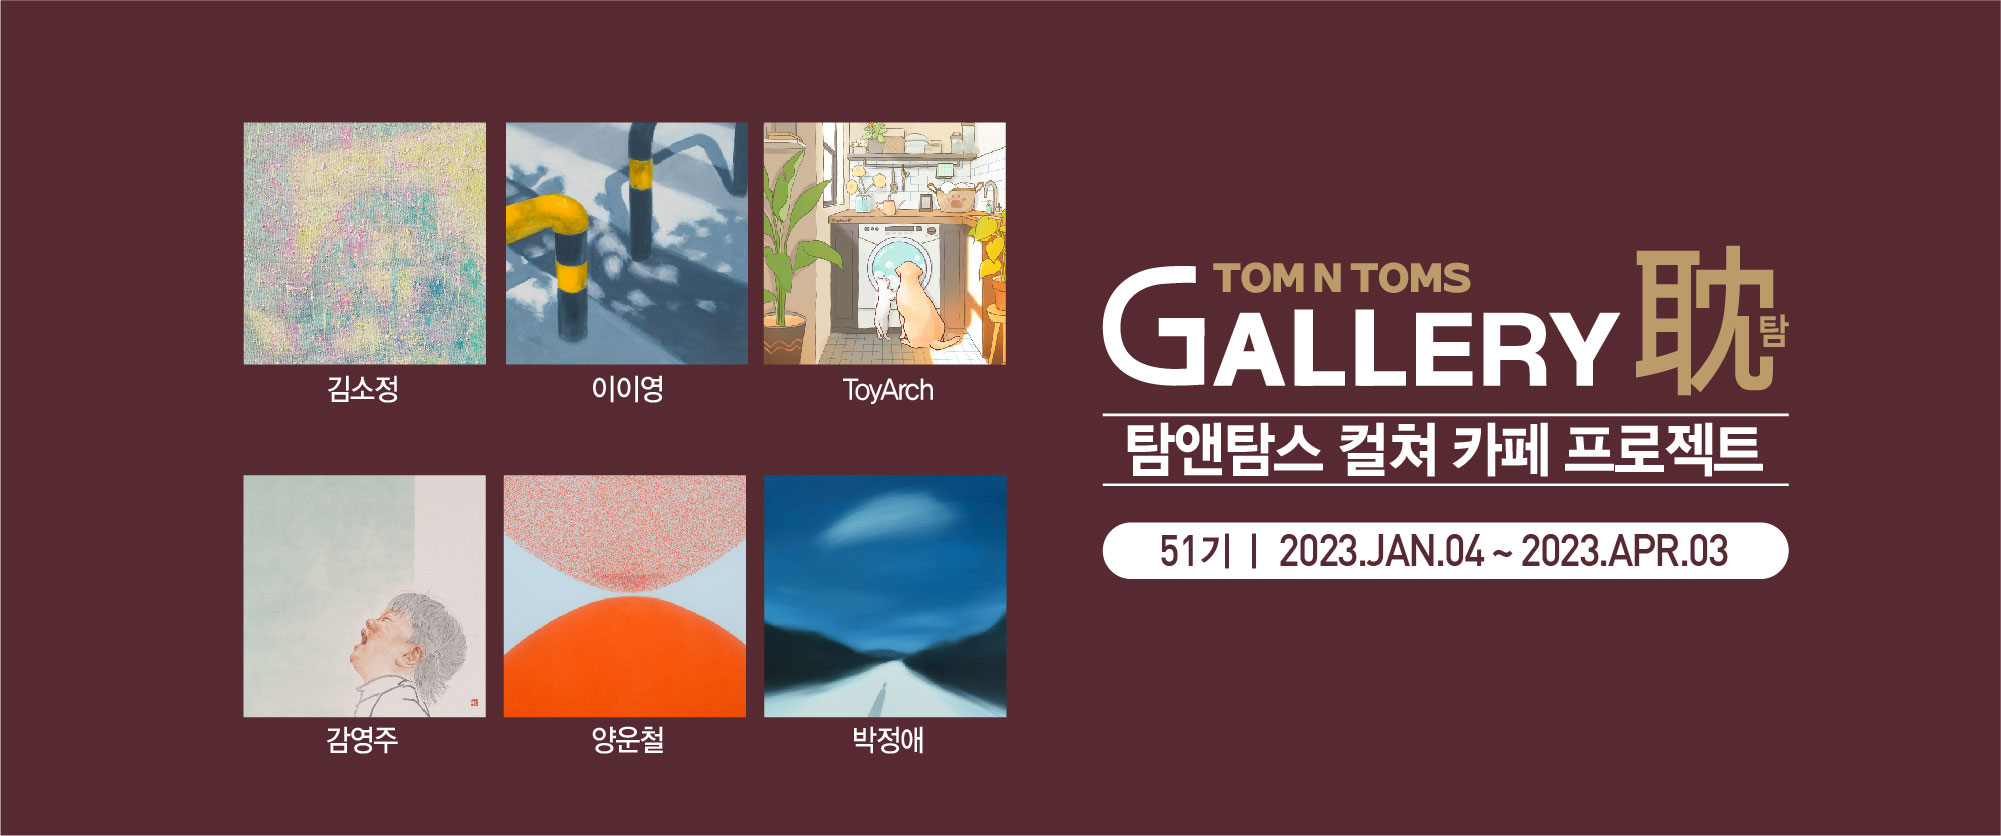 김소정
이이영
ToyArch
감영주
양운철
박정애
TOM N TOMS
GALLERY 耽
탐
탐앤탐스 컬쳐 카페 프로젝트
51기 | 2023.JAN.04 ~ 2023.APR.03